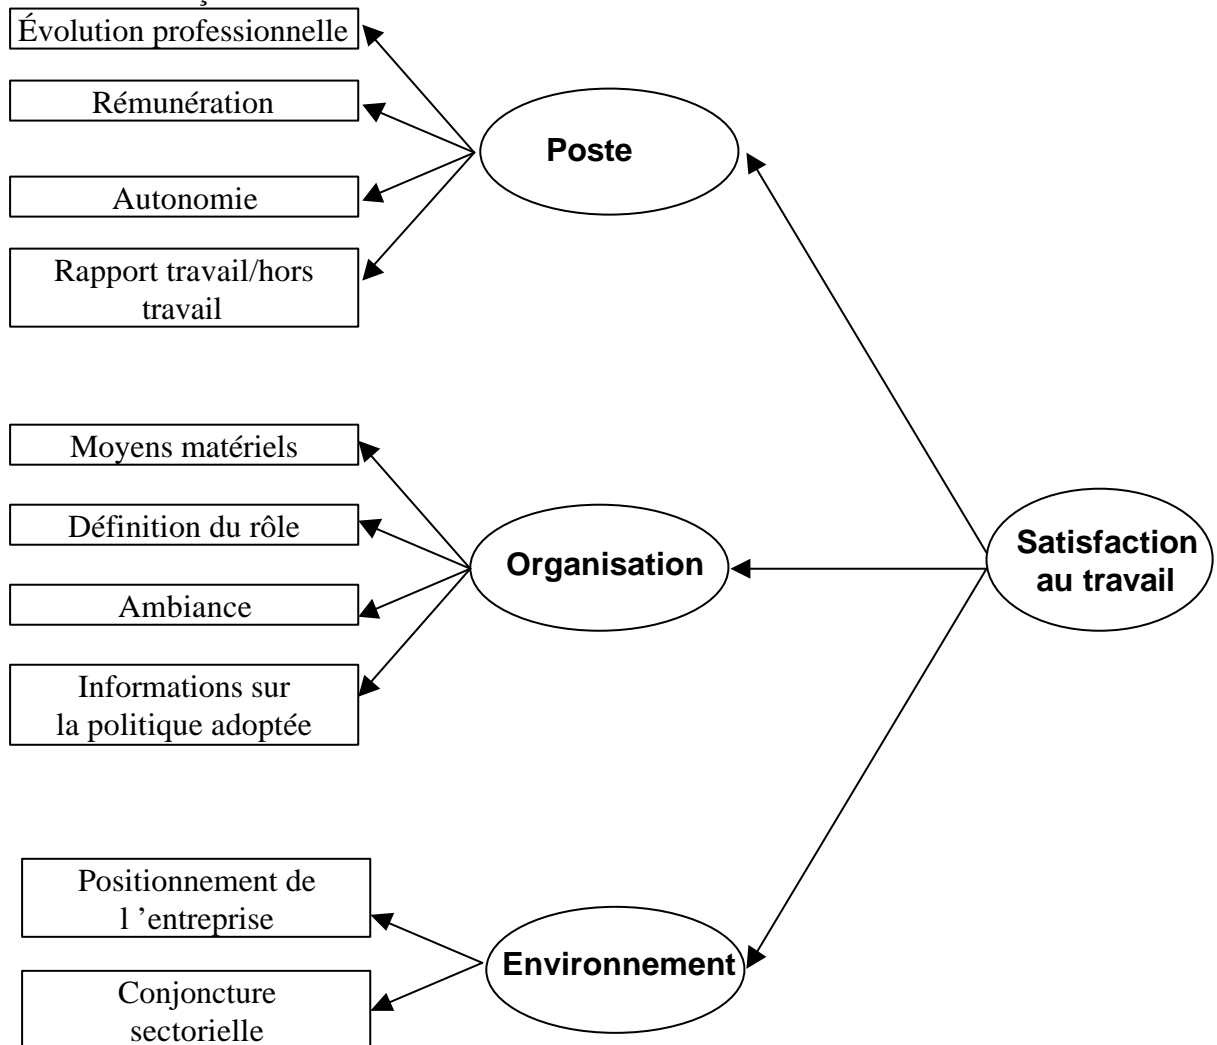 Évolution professionnelle
Rémunération
Autonomie
Rapport travail/hors
travail
Poste
Moyens matériels
Définition du rôle
Ambiance
Informations sur
la politique adoptée
Organisation
Satisfaction
au travail
Positionnement de
l ’entreprise
Conjoncture
sectorielle
Environnement